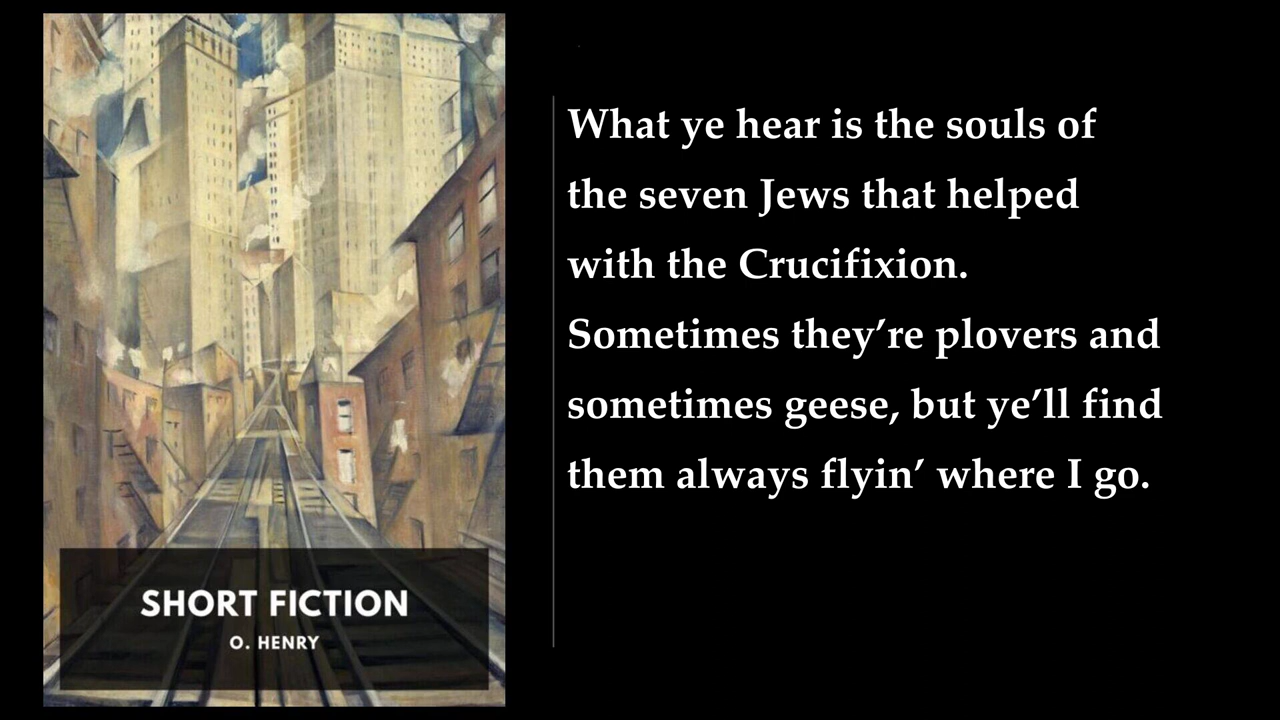 What ye hear is the souls of
the seven Jews that helped
with the Crucifixion.
Sometimes they’re plovers and
sometimes geese, but ye’ll find
them always flyin’ where I go.
SHORT FICTION
O. HENRY